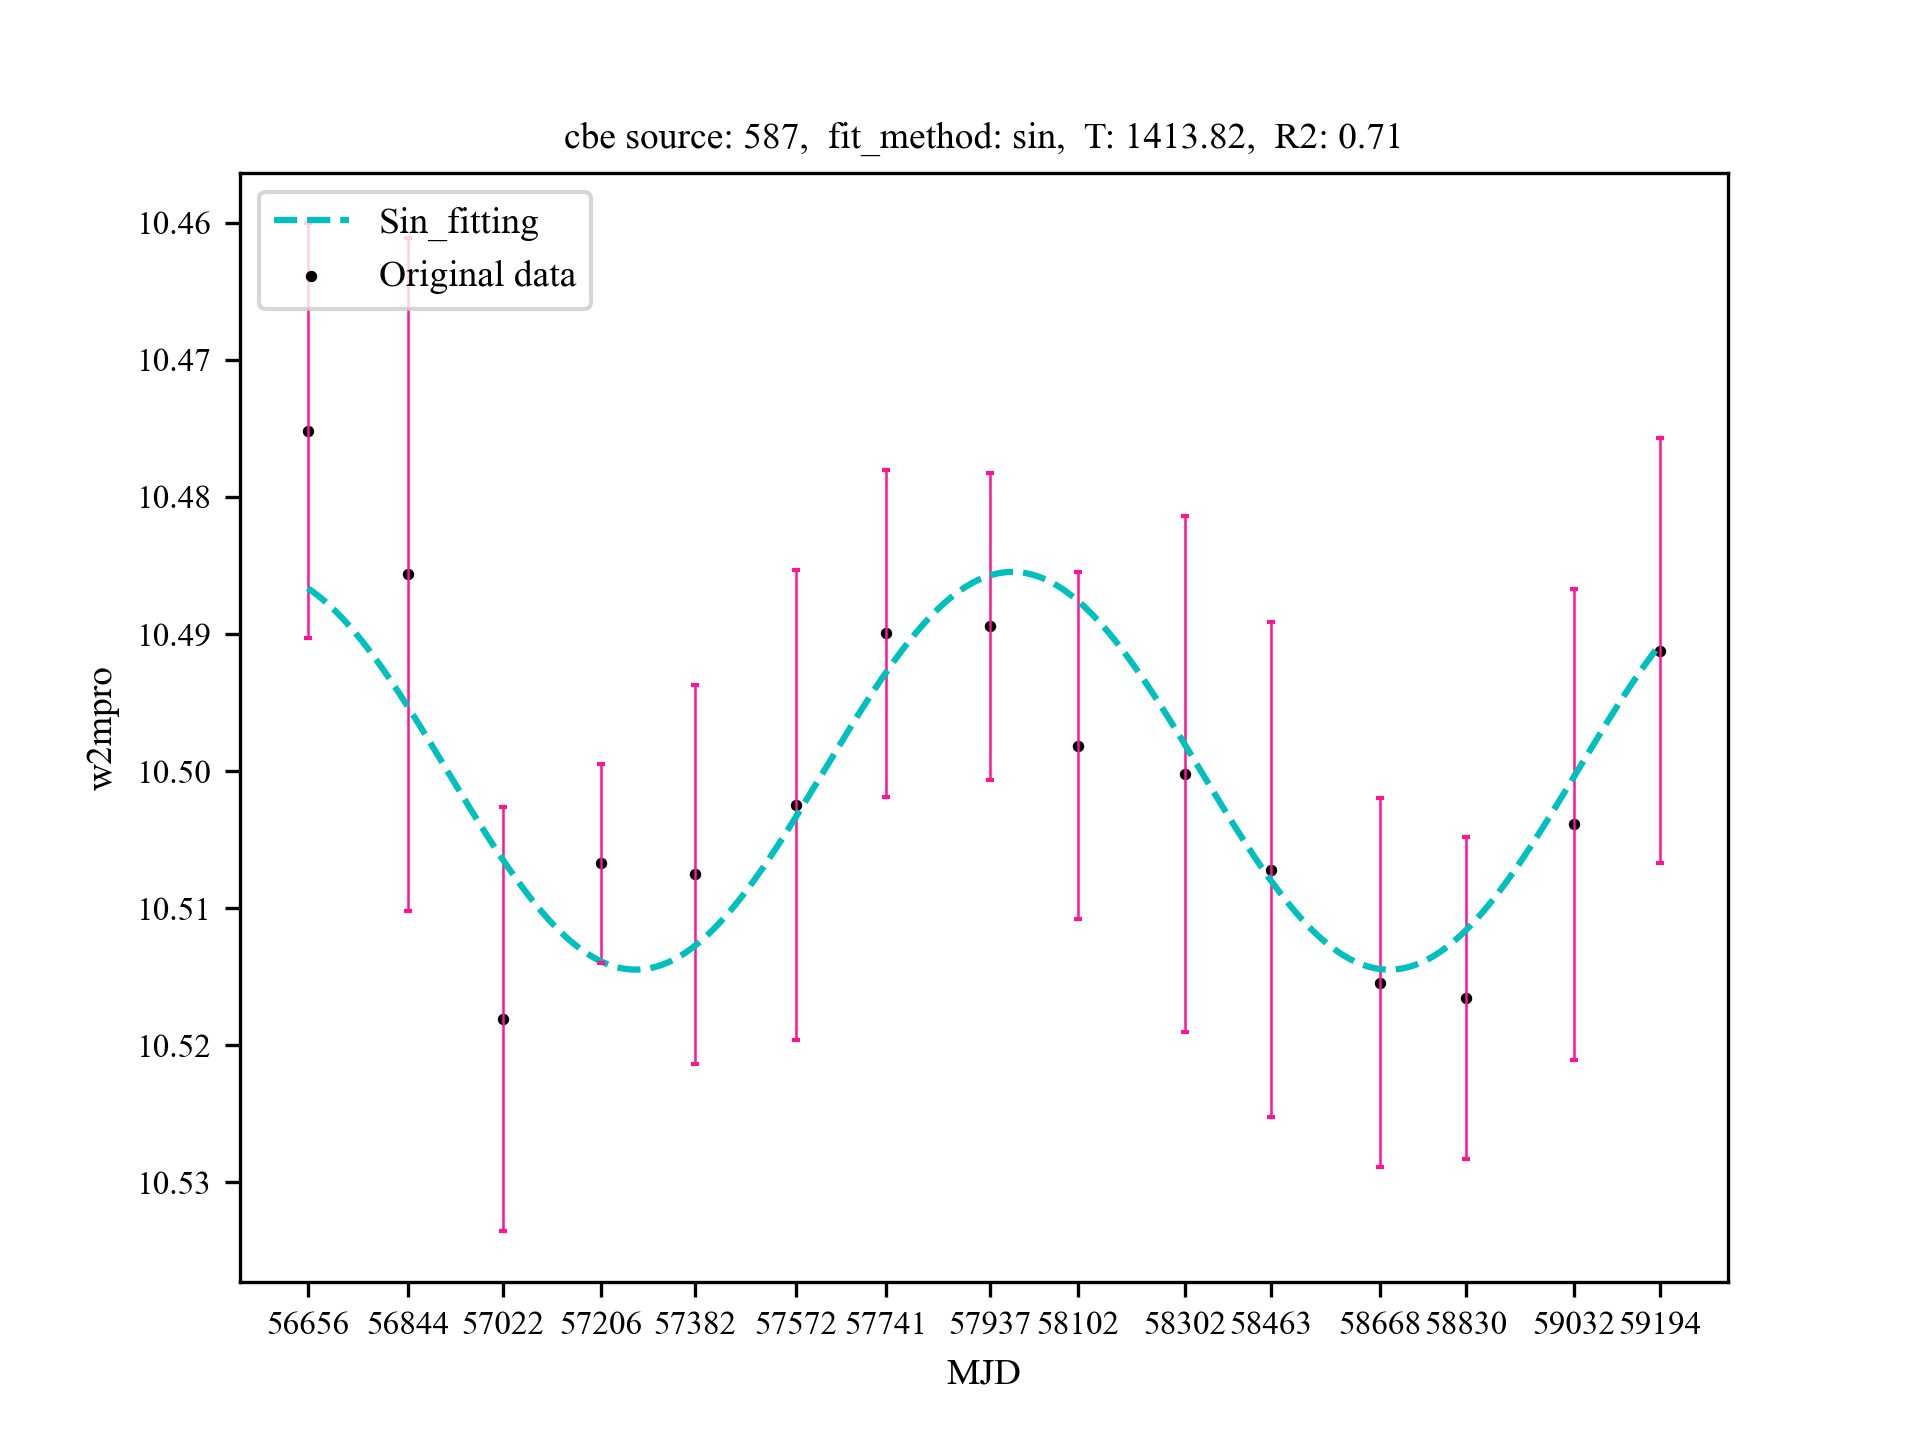 cbe source: 587, fit_method: sin, T: 1413.82, R2: 0.71
Sin_fitting
Original data
10.46
10.47
10.48
10.49
10.50
10.51
10.52
10.53
w2mpro
56656 56844 57022 57206 57382 57572 57741 57937 58102 58302 58463 58668 58830 59032 59194
MJD